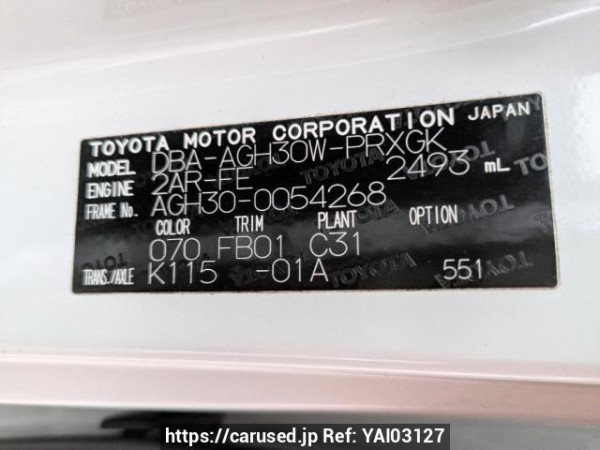 TOYOTA MOTOR CORPORATION JAPAN
MODEL DBA-AGH30W-PRXGK
ENGINE 2AR-FE 2493 mL
FRAME No. AGH30-0054268
COLOR TRIM PLANT OPTION
070 FB01 C31
TRANS./AXLE K115 -01A 551
https://carused.jp Ref: YAI03127